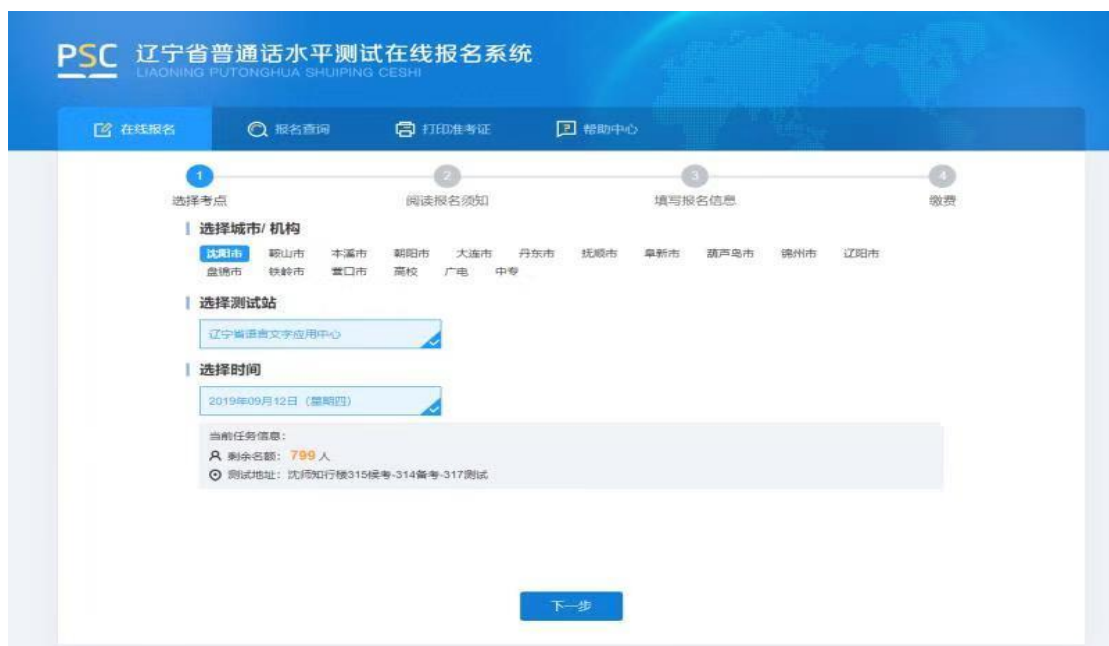 PSC 辽宁省普通话水平测试在线报名系统
LIAONING PUTONGHUA SHUIPING CESHI
在线报名 报名查询 打印准考证 帮助中心
1 2 3 4
选择考点 阅读报名须知 填写报名信息 缴费
选择城市/ 机构
沈阳市 鞍山市 本溪市 朝阳市 大连市 丹东市 抚顺市 阜新市 葫芦岛市 锦州市 辽阳市
盘锦市 铁岭市 营口市 高校 广电 中专
选择测试站
辽宁省语言文字应用中心
选择时间
2019年09月12日（星期四）
当前任务信息：
剩余名额：799人
测试地址：沈师知行楼315候考-314备考-317测试
下一步